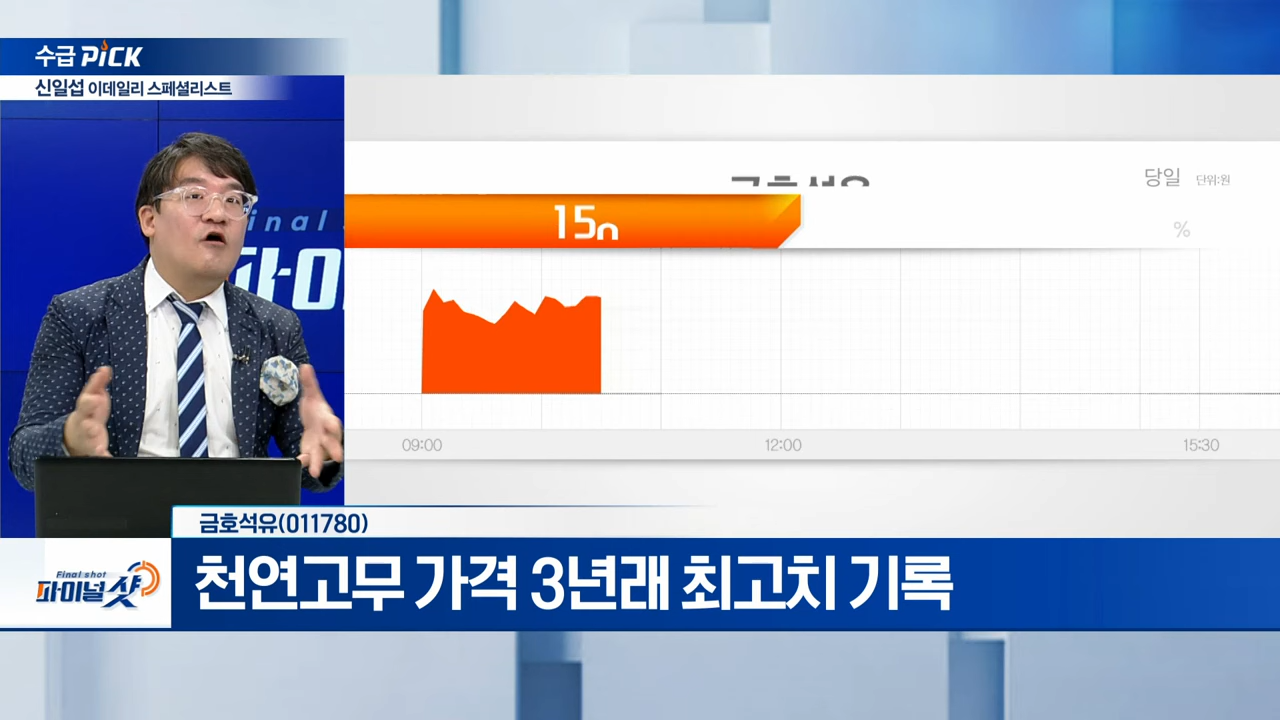 수급 PiCK
신일섭 이데일리 스페셜리스트
당일 단위:원
%
09:00 12:00 15:30
금호석유(011780)
Final shot
파이널샷
천연고무 가격 3년래 최고치 기록